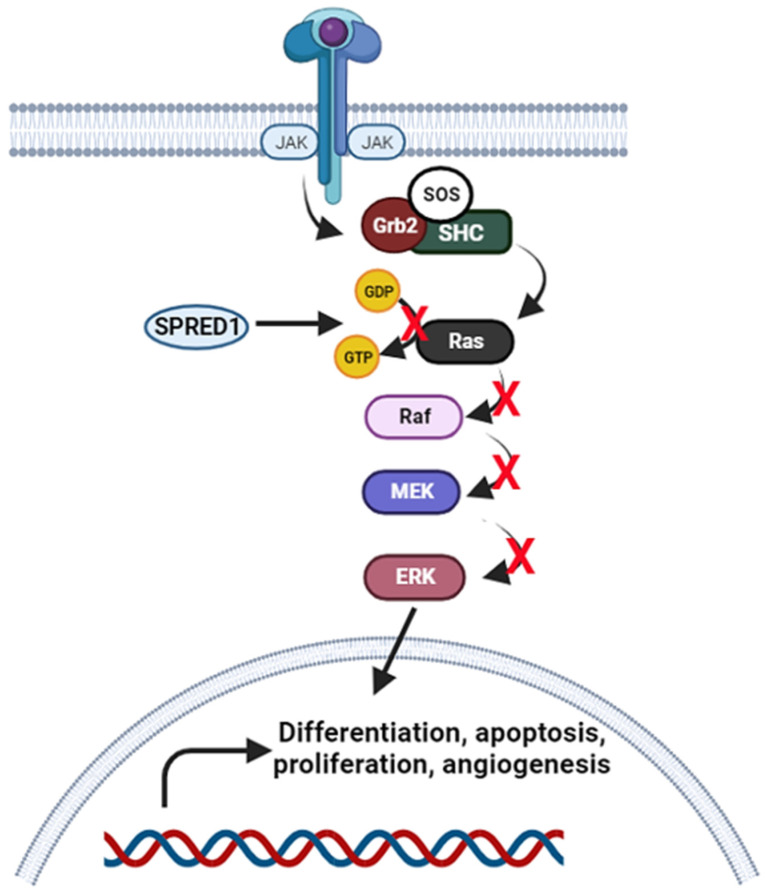 JAK
JAK
SOS
Grb2
SHC
GDP
X
SPRED1
GTP
Ras
X
Raf
X
MEK
X
ERK
Differentiation, apoptosis,
proliferation, angiogenesis